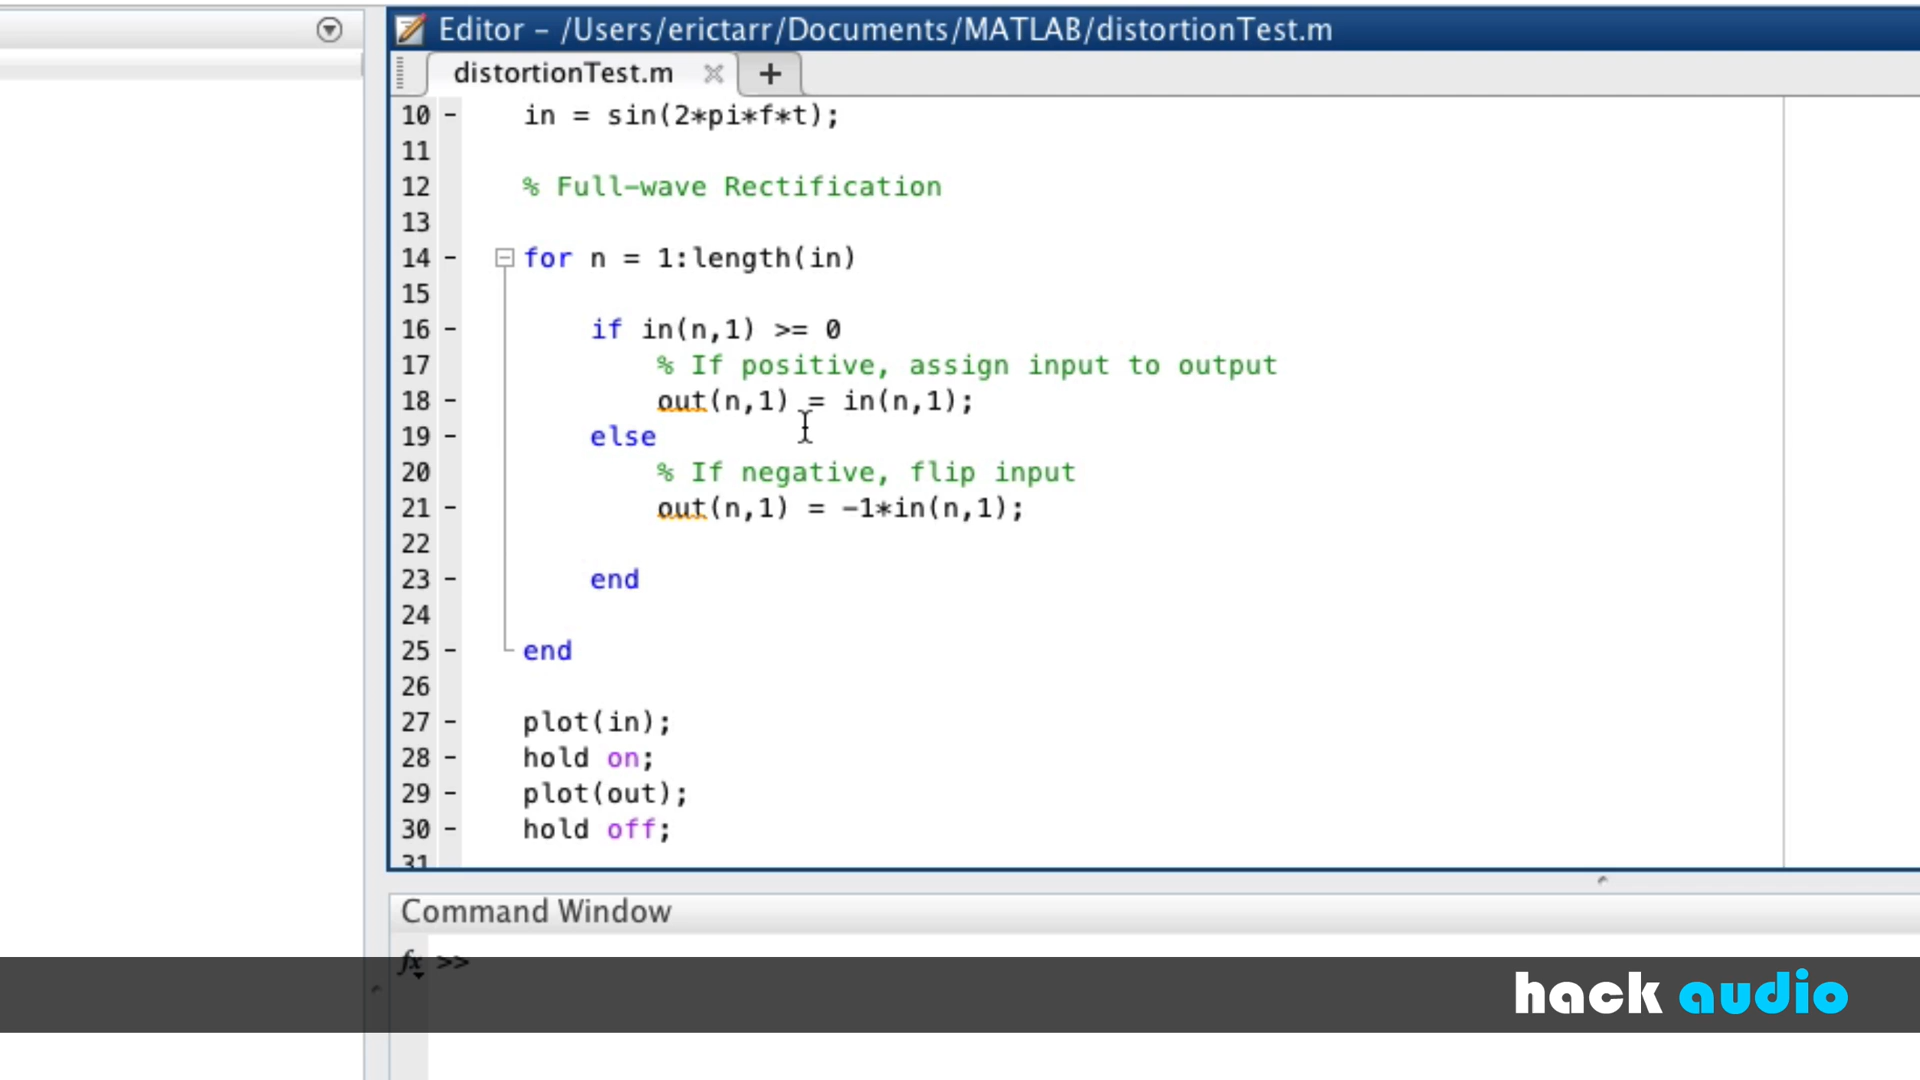 Editor – /Users/erictarr/Documents/MATLAB/distortionTest.m
distortionTest.m × +
10 – in = sin(2*pi*f*t);
11
12 % Full-wave Rectification
13
14 – for n = 1:length(in)
15
16 – if in(n,1) >= 0
17 % If positive, assign input to output
18 – out(n,1) = in(n,1);
19 – else
20 % If negative, flip input
21 – out(n,1) = -1*in(n,1);
22
23 – end
24
25 – end
26
27 – plot(in);
28 – hold on;
29 – plot(out);
30 – hold off;
31
Command Window
fx >>
hack audio